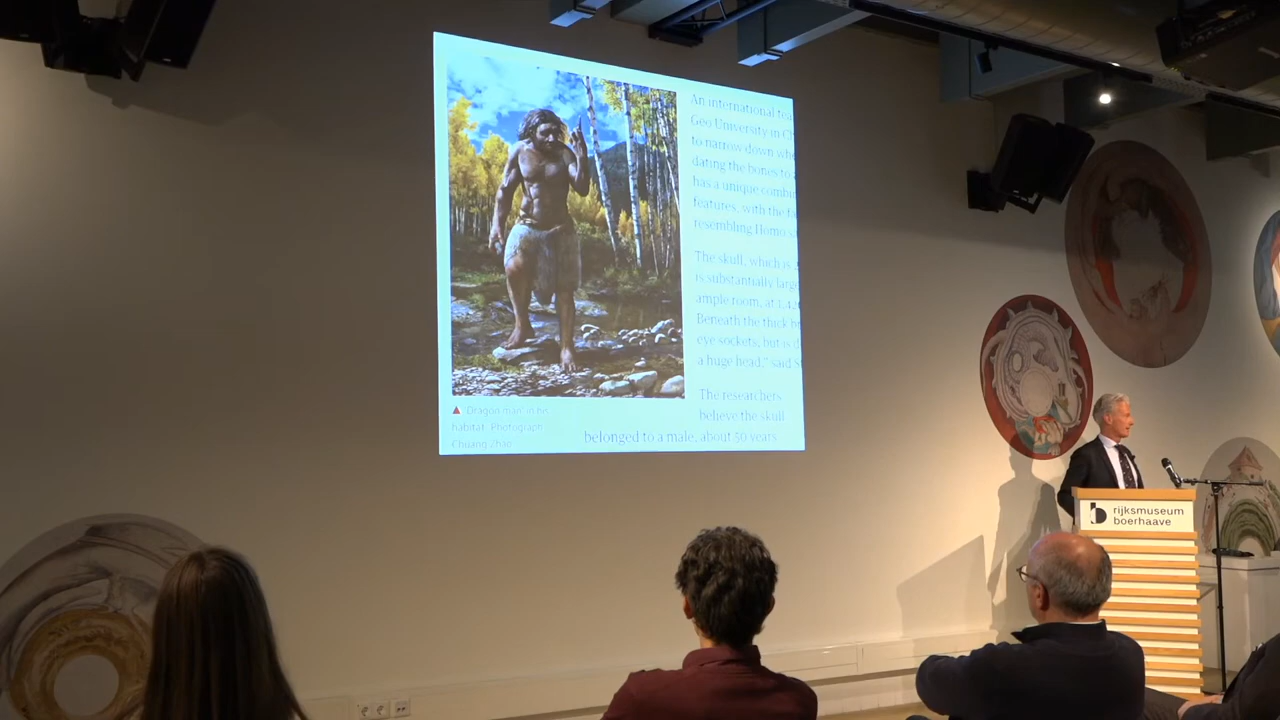 An international tea
Geo University in Ch
to narrow down whe
dating the bones to
has a unique combi
features, with the fa
resembling Homo s
The skull, which is
is substantially large
ample room, at 1,42
Beneath the thick b
eye sockets, but is d
a huge head," said S
The researchers
believe the skull
belonged to a male, about 50 years
Dragon man in his
habitat. Photograph:
Chuang Zhao
rijksmuseum
boerhaave